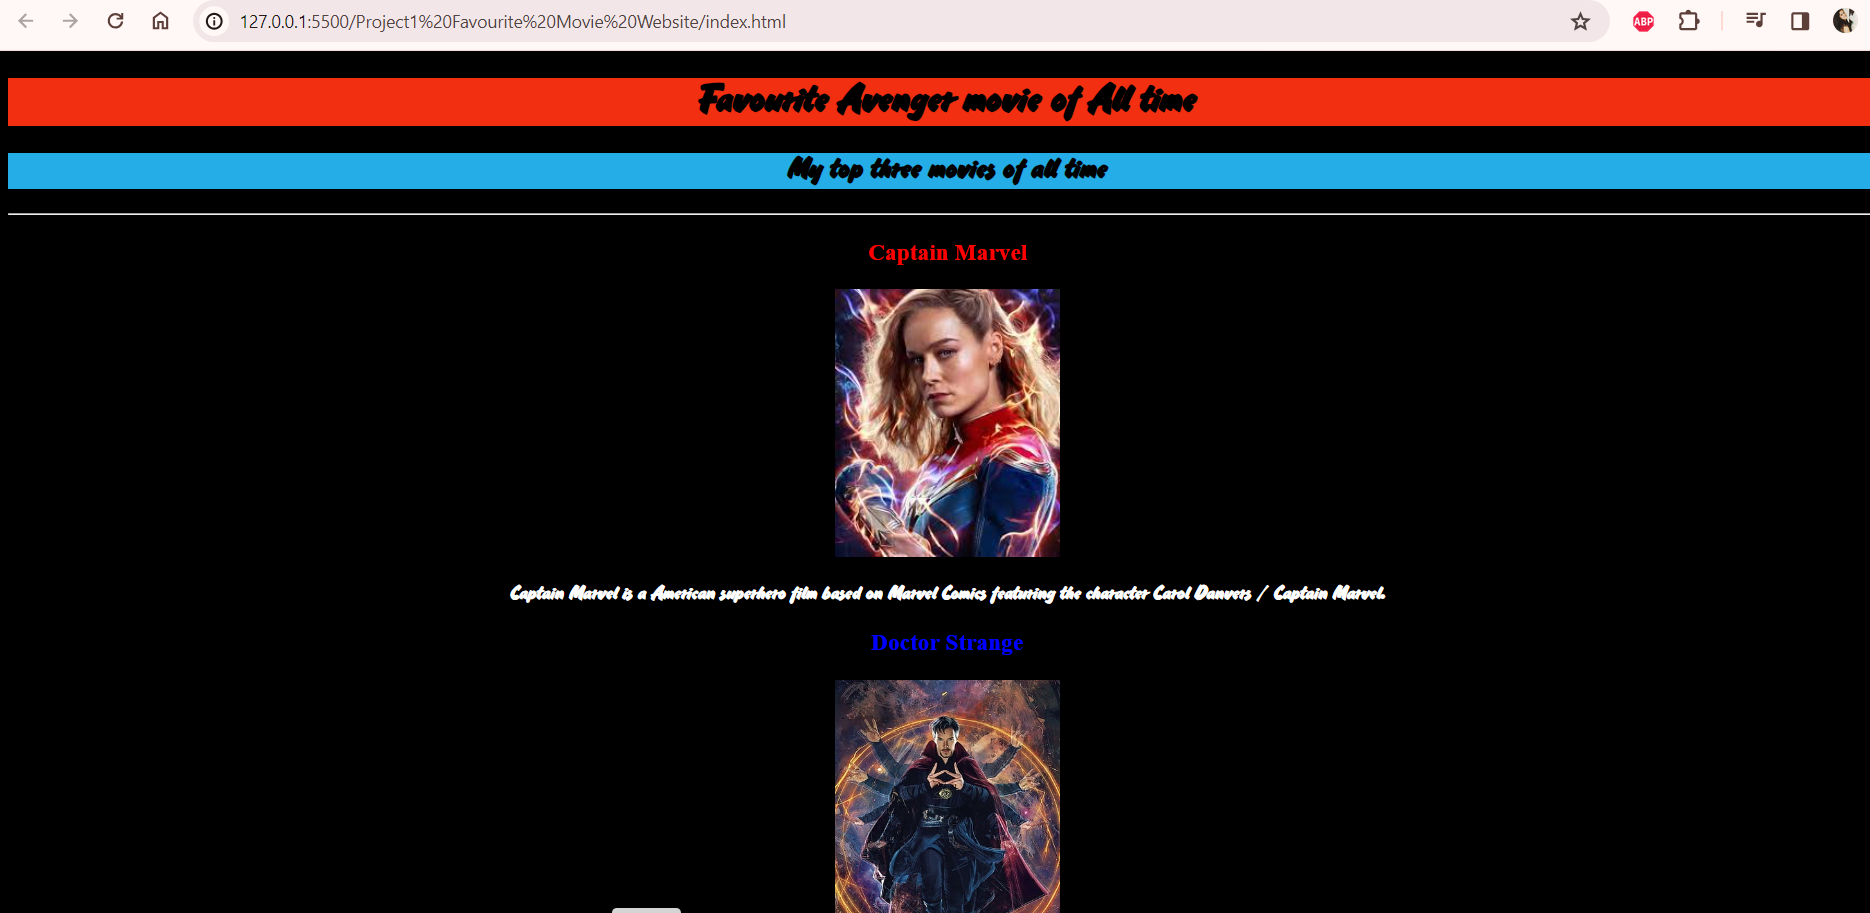 127.0.0.1:5500/Project1%20Favourite%20Movie%20Website/index.html
ABP
Favourite Avenger movie of All time
My top three movies of all time
Captain Marvel
Captain Marvel is a American superhero film based on Marvel Comics featuring the character Carol Danvers / Captain Marvel.
Doctor Strange